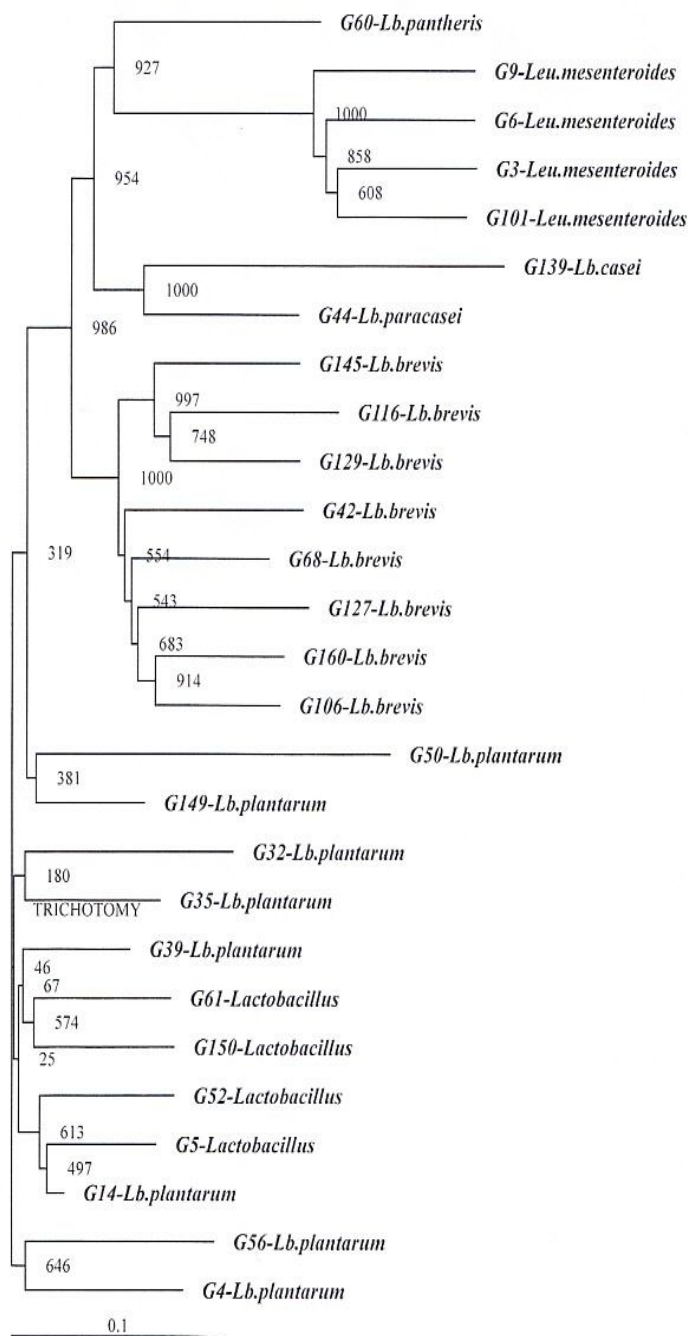 G60-Lb.pantheris
927
G9-Leu.mesenteroides
1000
G6-Leu.mesenteroides
858
G3-Leu.mesenteroides
954
608
G101-Leu.mesenteroides
G139-Lb.casei
1000
G44-Lb.paracasei
986
G145-Lb.brevis
997
G116-Lb.brevis
748
G129-Lb.brevis
1000
G42-Lb.brevis
319
554
G68-Lb.brevis
543
G127-Lb.brevis
683
G160-Lb.brevis
914
G106-Lb.brevis
G50-Lb.plantarum
381
G149-Lb.plantarum
G32-Lb.plantarum
180
G35-Lb.plantarum
TRICHOTOMY
G39-Lb.plantarum
46
67
G61-Lactobacillus
574
G150-Lactobacillus
25
G52-Lactobacillus
613
G5-Lactobacillus
497
G14-Lb.plantarum
G56-Lb.plantarum
646
G4-Lb.plantarum
0.1